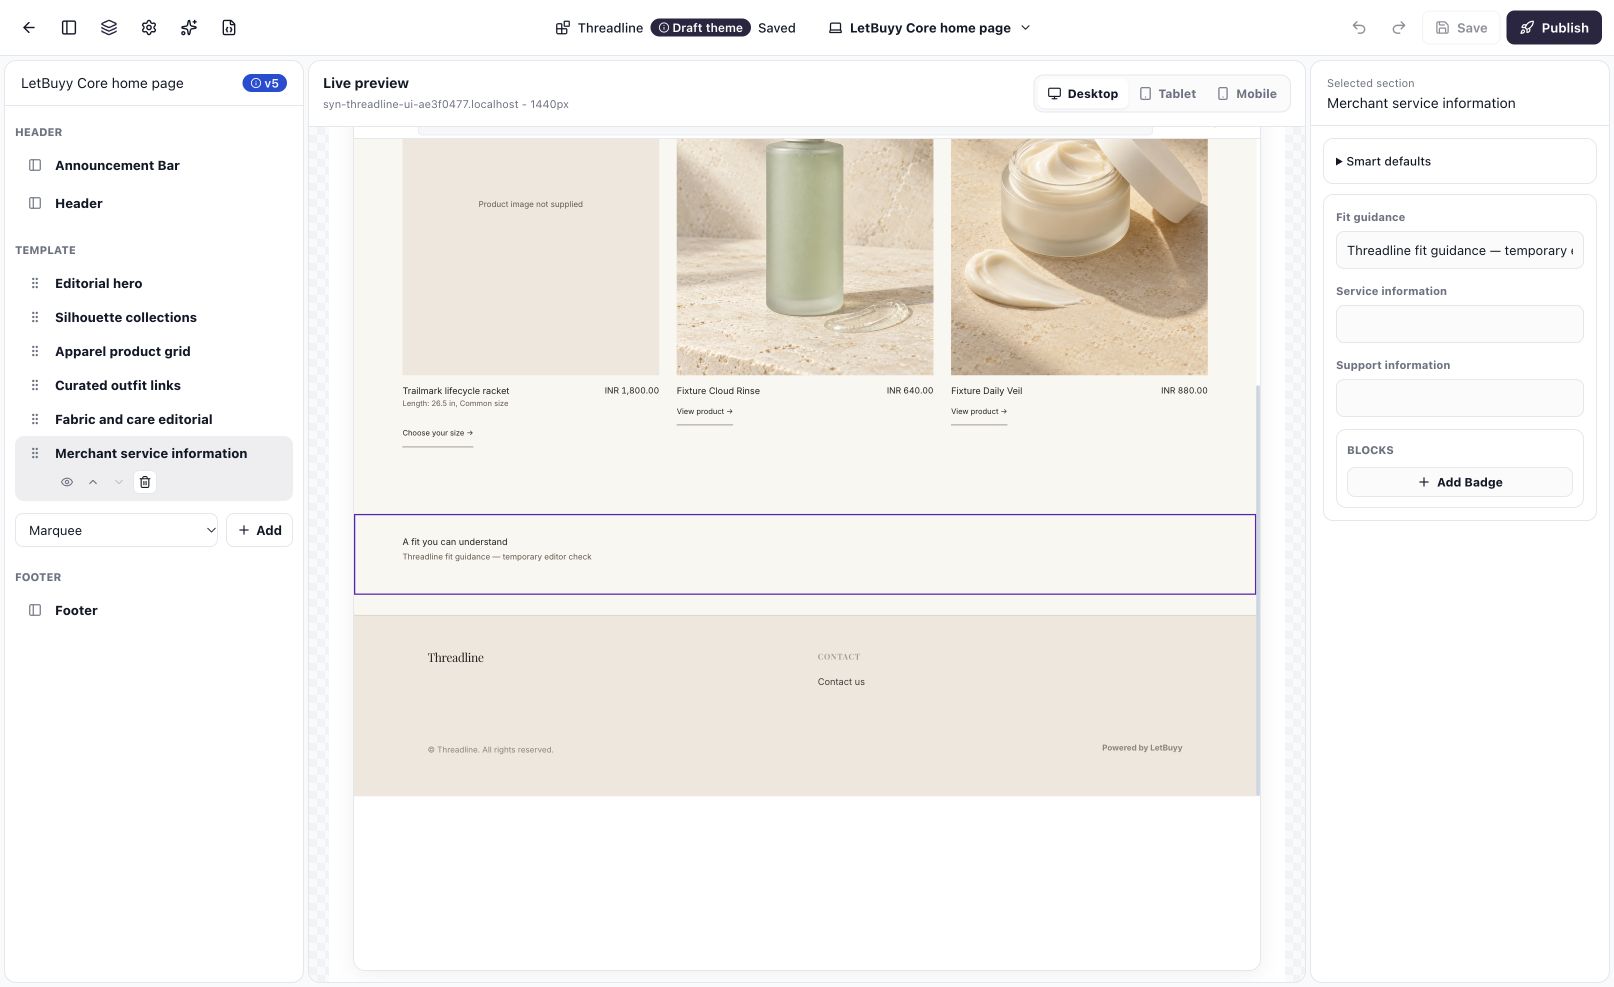 Threadline
Draft theme
Saved
LetBuyy Core home page
Save
Publish
LetBuyy Core home page
v5
HEADER
Announcement Bar
Header
TEMPLATE
Editorial hero
Silhouette collections
Apparel product grid
Curated outfit links
Fabric and care editorial
Merchant service information
Marquee
Add
FOOTER
Footer
Live preview
syn-threadline-ui-ae3f0477.localhost - 1440px
Desktop
Tablet
Mobile
Product image not supplied
Trailmark lifecycle racket
INR 1,800.00
Length: 26.5 in, Common size
Choose your size →
Fixture Cloud Rinse
INR 640.00
View product →
Fixture Daily Veil
INR 880.00
View product →
A fit you can understand
Threadline fit guidance — temporary editor check
Threadline
CONTACT
Contact us
© Threadline. All rights reserved.
Powered by LetBuyy
Selected section
Merchant service information
Smart defaults
Fit guidance
Threadline fit guidance — temporary
Service information
Support information
BLOCKS
Add Badge